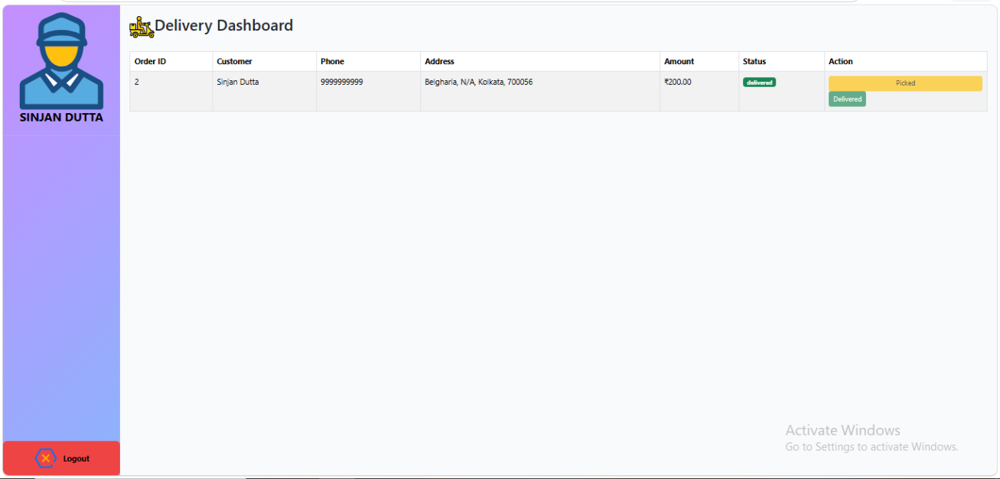 SINJAN DUTTA
Logout
Delivery Dashboard
Order ID Customer Phone Address Amount Status Action
2 Sinjan Dutta 9999999999 Belgharia, N/A, Kolkata, 700056 ₹200.00 delivered Picked
Delivered
Activate Windows
Go to Settings to activate Windows.